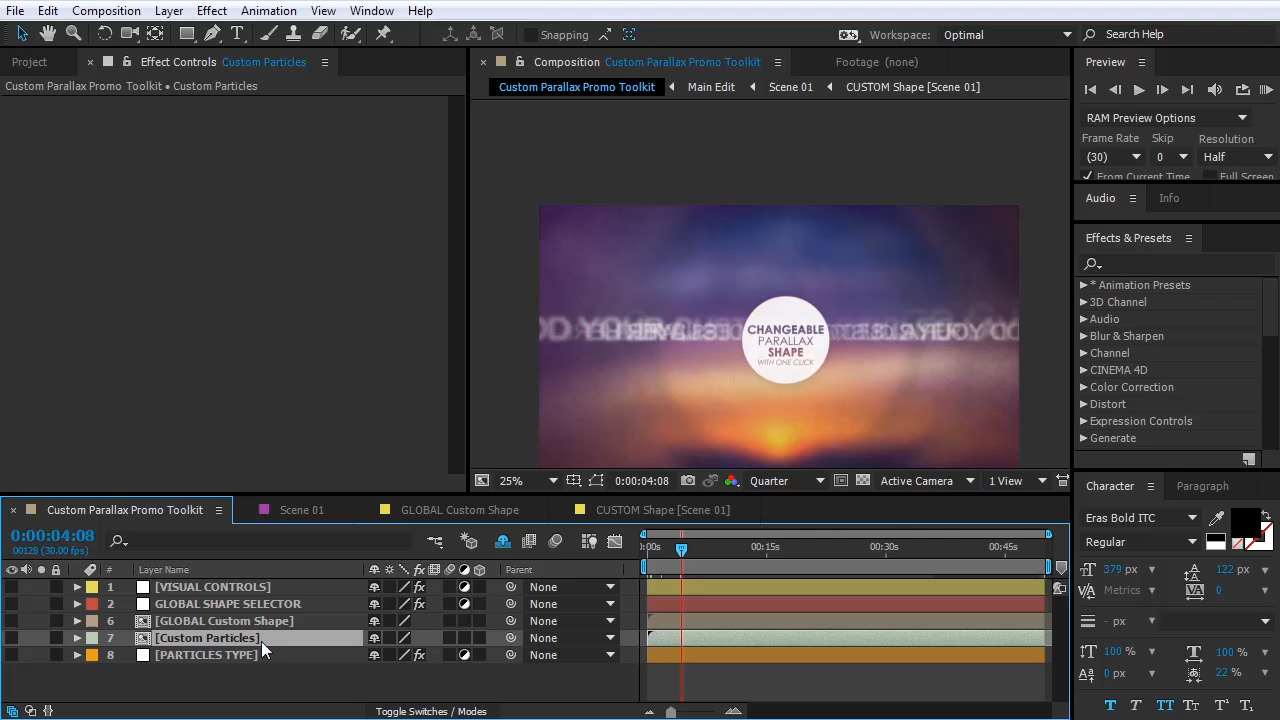 File Edit Composition Layer Effect Animation View Window Help
Snapping Workspace: Optimal Search Help
Project × Effect Controls Custom Particles
Custom Parallax Promo Toolkit • Custom Particles
× Composition Custom Parallax Promo Toolkit Footage (none)
Custom Parallax Promo Toolkit Main Edit Scene 01 CUSTOM Shape [Scene 01]
CHANGEABLE
PARALLAX
SHAPE
WITH ONE CLICK
25% 0:00:04:08 Quarter Active Camera 1 View
Preview
RAM Preview Options
Frame Rate Skip Resolution
(30) 0 Half
From Current Time Full Screen
Audio Info
Effects & Presets
* Animation Presets
3D Channel
Audio
Blur & Sharpen
Channel
CINEMA 4D
Color Correction
Distort
Expression Controls
Generate
Character Paragraph
Eras Bold ITC
Regular
379 px 122 px
Metrics 0
- px
100 % 100 %
0 px 22 %
× Custom Parallax Promo Toolkit Scene 01 GLOBAL Custom Shape CUSTOM Shape [Scene 01]
0:00:04:08
00128 (30.00 fps)
# Layer Name Parent
:00s 00:15s 00:30s 00:45s
1 [VISUAL CONTROLS] fx None
2 GLOBAL SHAPE SELECTOR fx None
6 [GLOBAL Custom Shape] None
7 [Custom Particles] None
8 [PARTICLES TYPE] fx None
Toggle Switches / Modes